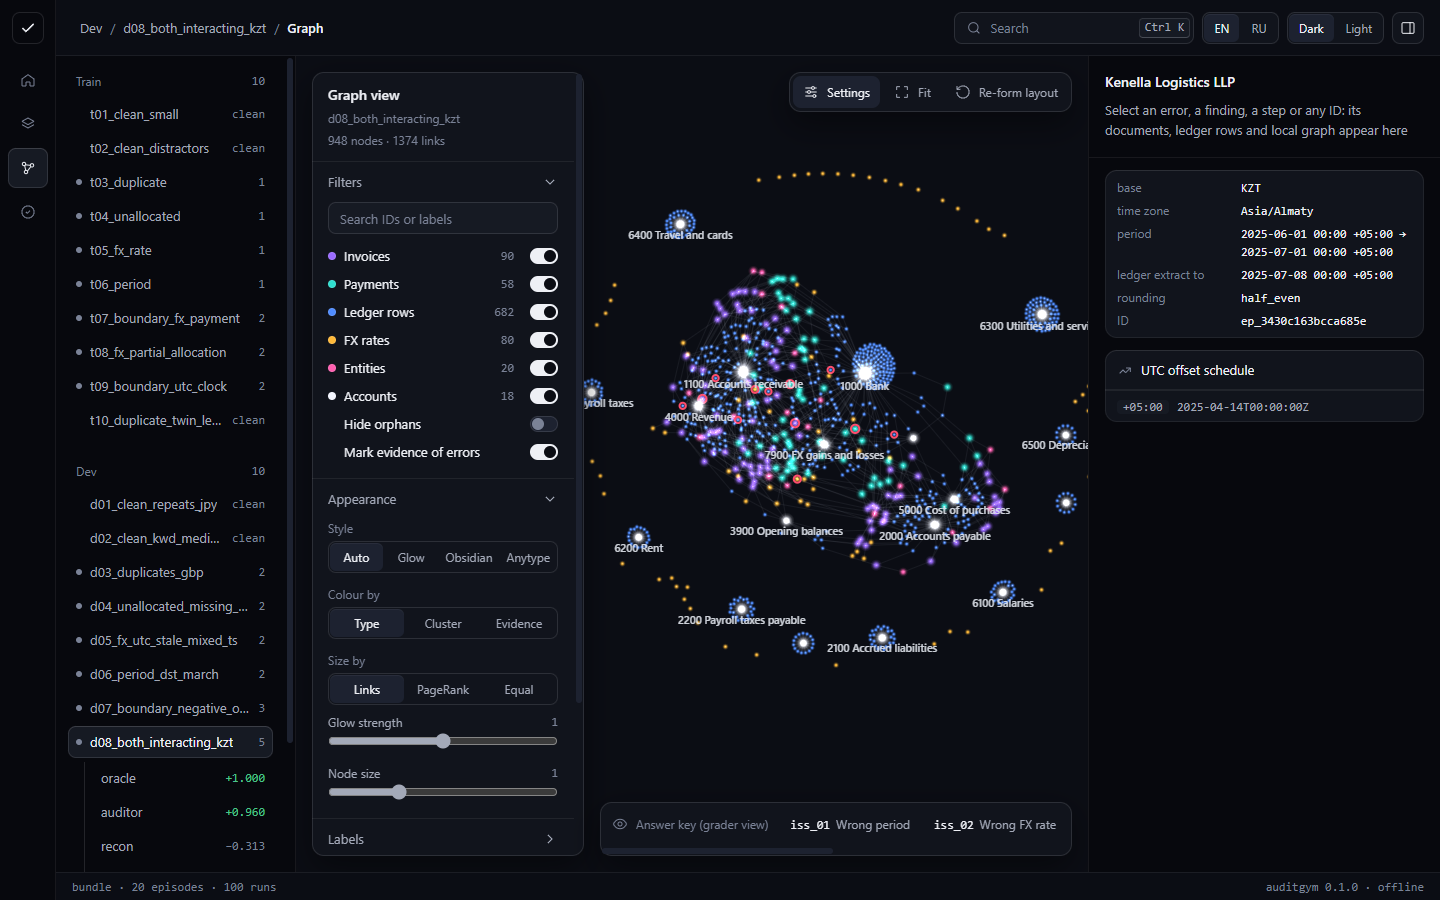 Dev / d08_both_interacting_kzt / Graph
Search Ctrl K
EN RU
Dark Light
Train 10
t01_clean_small clean
t02_clean_distractors clean
t03_duplicate 1
t04_unallocated 1
t05_fx_rate 1
t06_period 1
t07_boundary_fx_payment 2
t08_fx_partial_allocation 2
t09_boundary_utc_clock 2
t10_duplicate_twin_le... clean
Dev 10
d01_clean_repeats_jpy clean
d02_clean_kwd_medi... clean
d03_duplicates_gbp 2
d04_unallocated_missing_... 2
d05_fx_utc_stale_mixed_ts 2
d06_period_dst_march 2
d07_boundary_negative_o... 3
d08_both_interacting_kzt 5
oracle +1.000
auditor +0.960
recon −0.313
Graph view
d08_both_interacting_kzt
948 nodes · 1374 links
Filters
Search IDs or labels
Invoices 90
Payments 58
Ledger rows 682
FX rates 80
Entities 20
Accounts 18
Hide orphans
Mark evidence of errors
Appearance
Style
Auto Glow Obsidian Anytype
Colour by
Type Cluster Evidence
Size by
Links PageRank Equal
Glow strength 1
Node size 1
Labels
Settings Fit Re-form layout
6400 Travel and cards
6300 Utilities and servi
1100 Accounts receivable
1000 Bank
yroll taxes
4000 Revenue
6500 Deprecia
7900 FX gains and losses
5000 Cost of purchases
3900 Opening balances
2000 Accounts payable
6200 Rent
6100 Salaries
2200 Payroll taxes payable
2100 Accrued liabilities
Answer key (grader view) iss_01 Wrong period iss_02 Wrong FX rate
Kenella Logistics LLP
Select an error, a finding, a step or any ID: its
documents, ledger rows and local graph appear here
base KZT
time zone Asia/Almaty
period 2025-06-01 00:00 +05:00 →
2025-07-01 00:00 +05:00
ledger extract to 2025-07-08 00:00 +05:00
rounding half_even
ID ep_3430c163bcca685e
UTC offset schedule
+05:00 2025-04-14T00:00:00Z
bundle · 20 episodes · 100 runs
auditgym 0.1.0 · offline